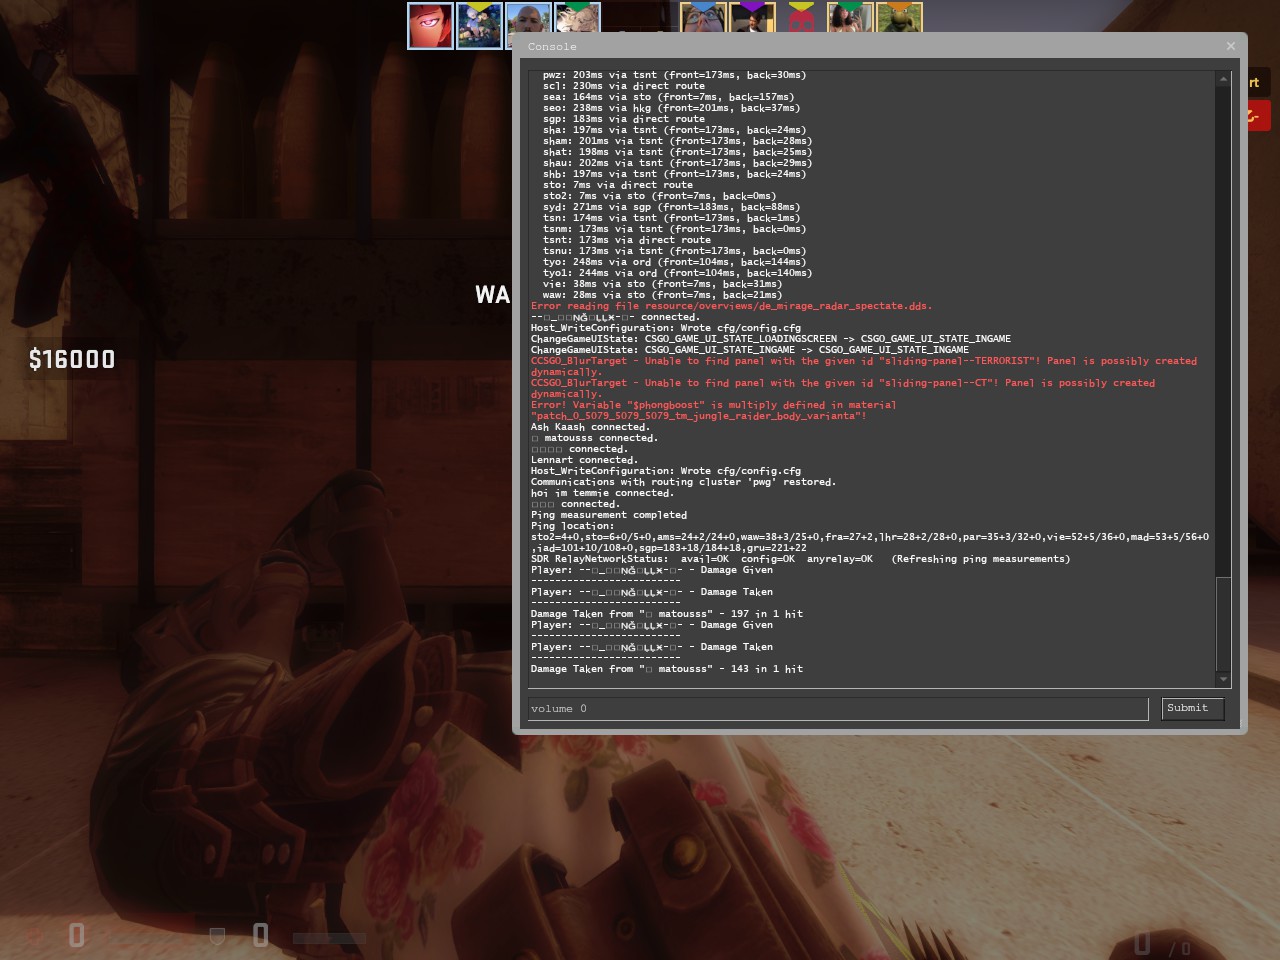 Console
pwz: 203ms via tsnt (front=173ms, back=30ms)
scl: 230ms via direct route
sea: 164ms via sto (front=7ms, back=157ms)
seo: 238ms via hkg (front=201ms, back=37ms)
sgp: 183ms via direct route
sha: 197ms via tsnt (front=173ms, back=24ms)
sham: 201ms via tsnt (front=173ms, back=28ms)
shat: 198ms via tsnt (front=173ms, back=25ms)
shau: 202ms via tsnt (front=173ms, back=29ms)
shb: 197ms via tsnt (front=173ms, back=24ms)
sto: 7ms via direct route
sto2: 7ms via sto (front=7ms, back=0ms)
syd: 271ms via sgp (front=183ms, back=88ms)
tsn: 174ms via tsnt (front=173ms, back=1ms)
tsnm: 173ms via tsnt (front=173ms, back=0ms)
tsnt: 173ms via direct route
tsnu: 173ms via tsnt (front=173ms, back=0ms)
tyo: 248ms via ord (front=104ms, back=144ms)
tyo1: 244ms via ord (front=104ms, back=140ms)
vie: 38ms via sto (front=7ms, back=31ms)
waw: 28ms via sto (front=7ms, back=21ms)
Error reading file resource/overviews/de_mirage_radar_spectate.dds.
connected.
Host_WriteConfiguration: Wrote cfg/config.cfg
ChangeGameUIState: CSGO_GAME_UI_STATE_LOADINGSCREEN -> CSGO_GAME_UI_STATE_INGAME
ChangeGameUIState: CSGO_GAME_UI_STATE_INGAME -> CSGO_GAME_UI_STATE_INGAME
CCSGO_BlurTarget - Unable to find panel with the given id "sliding-panel--TERRORIST"! Panel is possibly created
dynamically.
CCSGO_BlurTarget - Unable to find panel with the given id "sliding-panel--CT"! Panel is possibly created
dynamically.
Error! Variable "$phongboost" is multiply defined in material
"patch_0_5079_5079_5079_tm_jungle_raider_body_varianta"!
Ash Kaash connected.
□ matousss connected.
□□□□ connected.
Lennart connected.
Host_WriteConfiguration: Wrote cfg/config.cfg
Communications with routing cluster 'pwg' restored.
hoi im temmie connected.
□□□ connected.
Ping measurement completed
Ping location:
sto2=4+0,sto=6+0/5+0,ams=24+2/24+0,waw=38+3/25+0,fra=27+2,lhr=28+2/28+0,par=35+3/32+0,vie=52+5/36+0,mad=53+5/56+0
,iad=101+10/108+0,sgp=183+18/184+18,gru=221+22
SDR RelayNetworkStatus:  avail=OK  config=OK  anyrelay=OK   (Refreshing ping measurements)
Player: - Damage Given
-------------------------
Player: - Damage Taken
-------------------------
Damage Taken from "□ matousss" - 197 in 1 hit
Player: - Damage Given
-------------------------
Player: - Damage Taken
-------------------------
Damage Taken from "□ matousss" - 143 in 1 hit
volume 0
Submit
WA
$16000
rt
0
0
0 / 0